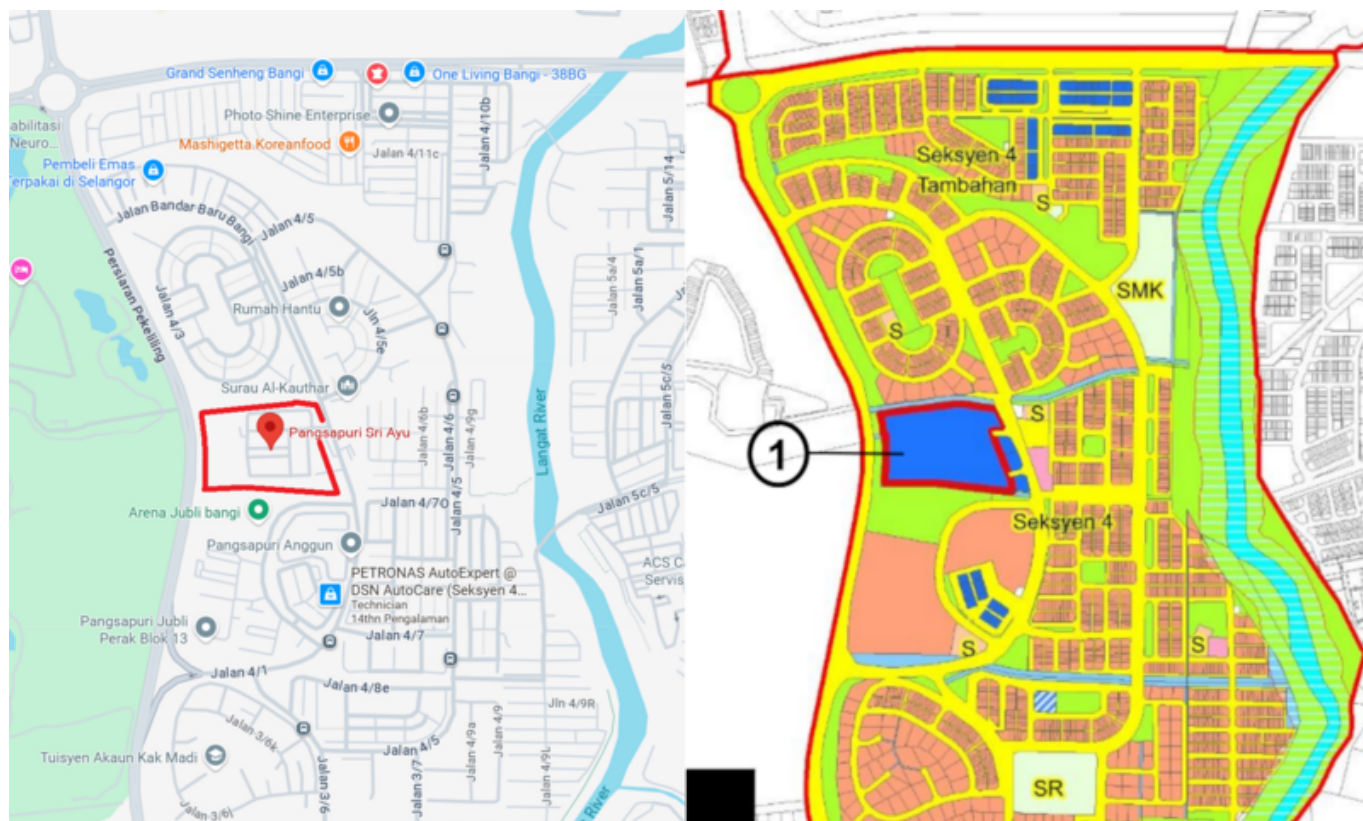 Grand Senheng Bangi
One Living Bangi - 38BG
abilitasi
Neuro...
Photo Shine Enterprise
Mashigetta Koreanfood
Jalan 4/11c
Jalan 4/10b
Pembeli Emas
Terpakai di Selangor
Jalan 5/14
Jalan Bandar Baru Bangi
Jalan 4/5
Persiaran Pekeliling
Jalan 4/3
Jalan 4/5b
Rumah Hantu
Jln 4/5e
Jalan 5a/4
Jalan 5a/1
Surau Al-Kauthar
Jalan 4/6b
Jalan 4/6
Jalan 4/9g
Jalan 5c/5
Langat River
Pangsapuri Sri Ayu
Arena Jubli bangi
Jalan 4/7O
Jalan 4/5
Jalan 5c/5
Pangsapuri Anggun
ACS C
Servis
PETRONAS AutoExpert @
DSN AutoCare (Seksyen 4...
Technician
14thn Pengalaman
Pangsapuri Jubli
Perak Blok 13
Jalan 4/7
Jalan 4/1
Jalan 4/8e
Jln 4/9R
Jalan 3/6k
Jalan 4/5
Jalan 4/9a
Jalan 4/9
Jalan 4/9L
Tuisyen Akaun Kak Madi
Jalan 3/7
Jalan 3/6
Jalan 3/6j
River
Seksyen 4
Tambahan
S
SMK
S
S
1
Seksyen 4
S
S
SR